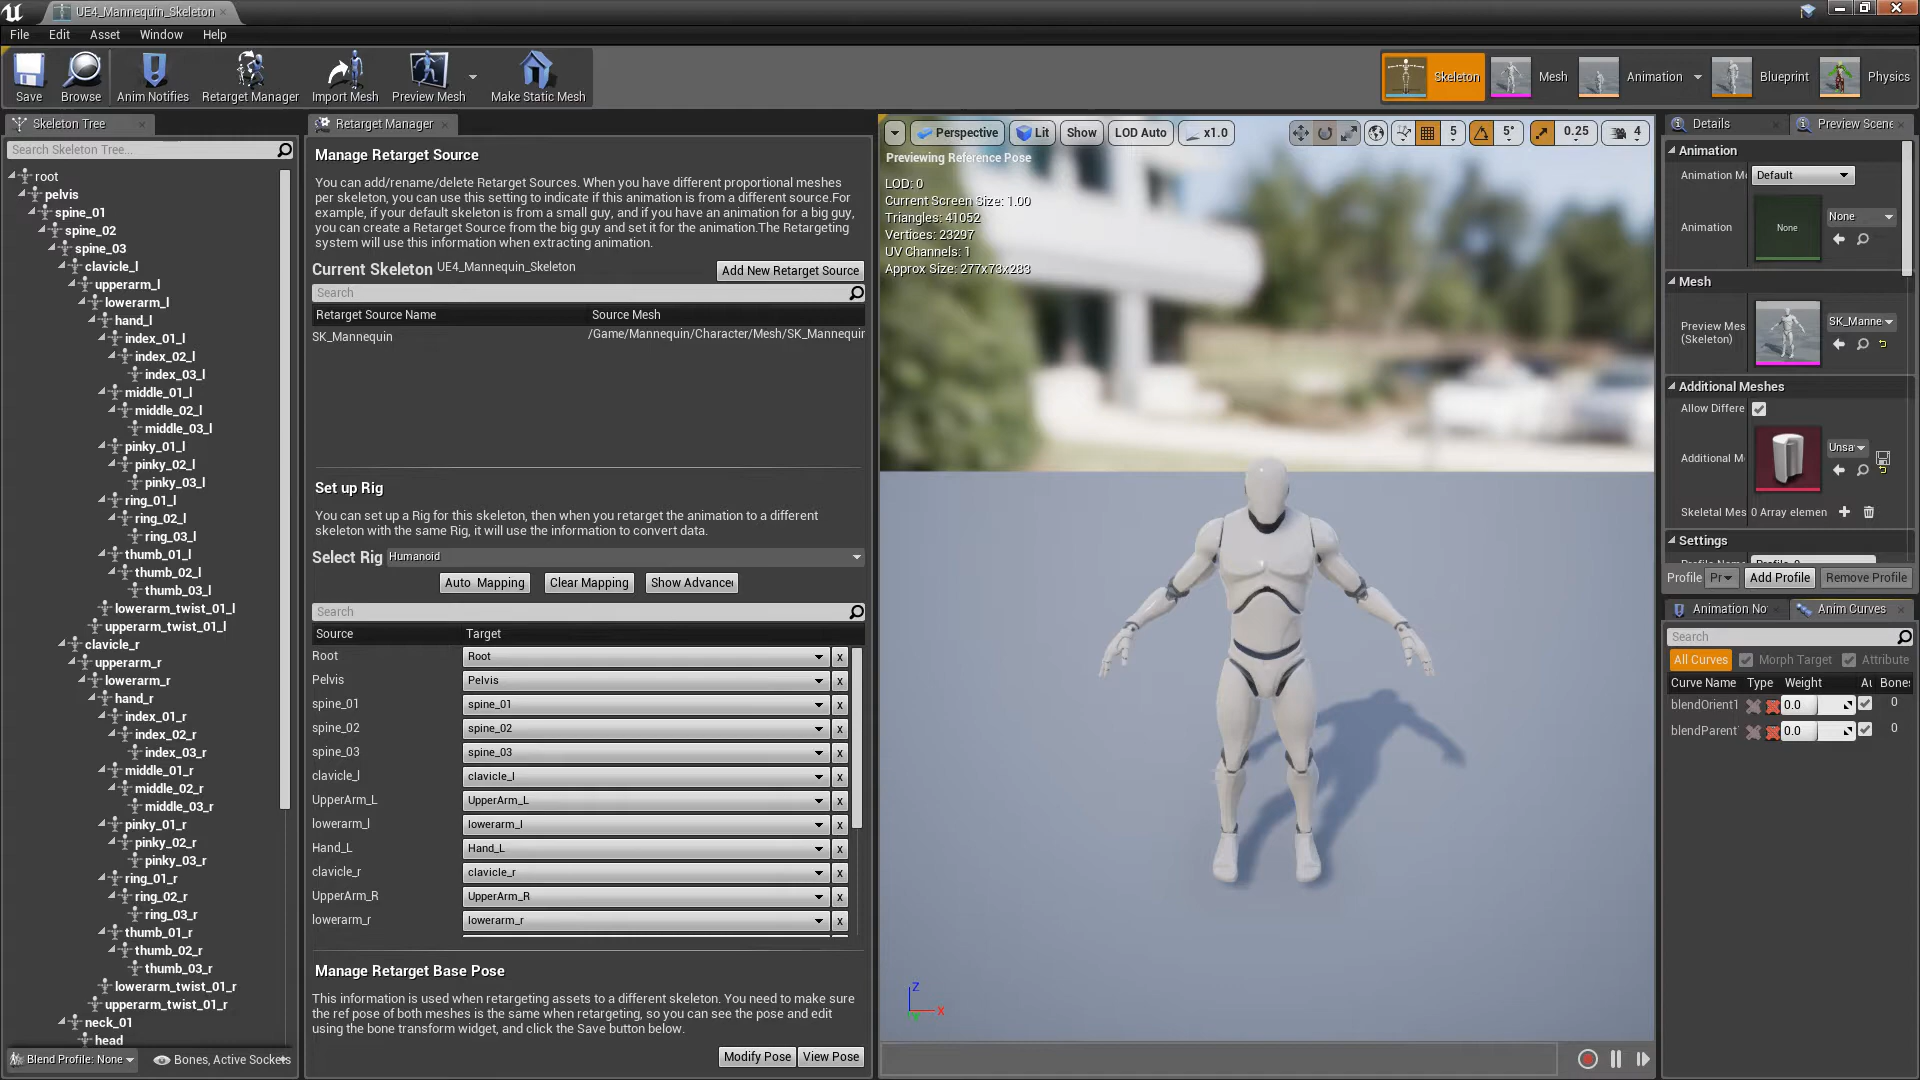 UE4_Mannequin_Skeleton
File Edit Asset Window Help
Save Browse Anim Notifies Retarget Manager Import Mesh Preview Mesh Make Static Mesh
Skeleton Mesh Animation Blueprint Physics
Skeleton Tree
Search Skeleton Tree...
root
pelvis
spine_01
spine_02
spine_03
clavicle_l
upperarm_l
lowerarm_l
hand_l
index_01_l
index_02_l
index_03_l
middle_01_l
middle_02_l
middle_03_l
pinky_01_l
pinky_02_l
pinky_03_l
ring_01_l
ring_02_l
ring_03_l
thumb_01_l
thumb_02_l
thumb_03_l
lowerarm_twist_01_l
upperarm_twist_01_l
clavicle_r
upperarm_r
lowerarm_r
hand_r
index_01_r
index_02_r
index_03_r
middle_01_r
middle_02_r
middle_03_r
pinky_01_r
pinky_02_r
pinky_03_r
ring_01_r
ring_02_r
ring_03_r
thumb_01_r
thumb_02_r
thumb_03_r
lowerarm_twist_01_r
upperarm_twist_01_r
neck_01
head
Blend Profile: None
Bones, Active Sockets
Retarget Manager
Manage Retarget Source
You can add/rename/delete Retarget Sources. When you have different proportional meshes
per skeleton, you can use this setting to indicate if this animation is from a different source.For
example, if your default skeleton is from a small guy, and if you have an animation for a big guy,
you can create a Retarget Source from the big guy and set it for the animation.The Retargeting
system will use this information when extracting animation.
Current Skeleton UE4_Mannequin_Skeleton
Add New Retarget Source
Search
Retarget Source Name Source Mesh
SK_Mannequin /Game/Mannequin/Character/Mesh/SK_Mannequin
Set up Rig
You can set up a Rig for this skeleton, then when you retarget the animation to a different
skeleton with the same Rig, it will use the information to convert data.
Select Rig Humanoid
Auto Mapping Clear Mapping Show Advanced
Search
Source Target
Root Root x
Pelvis Pelvis x
spine_01 spine_01 x
spine_02 spine_02 x
spine_03 spine_03 x
clavicle_l clavicle_l x
UpperArm_L UpperArm_L x
lowerarm_l lowerarm_l x
Hand_L Hand_L x
clavicle_r clavicle_r x
UpperArm_R UpperArm_R x
lowerarm_r lowerarm_r x
Manage Retarget Base Pose
This information is used when retargeting assets to a different skeleton. You need to make sure
the ref pose of both meshes is the same when retargeting, so you can see the pose and edit
using the bone transform widget, and click the Save button below.
Modify Pose View Pose
Perspective Lit Show LOD Auto x1.0 5 5° 0.25 4
Previewing Reference Pose
LOD: 0
Current Screen Size: 1.00
Triangles: 41052
Vertices: 23297
UV Channels: 1
Approx Size: 277x73x283
Z
X
Details Preview Scene
Animation
Animation Mo Default
Animation None None
Mesh
Preview Mes
(Skeleton) SK_Manne
Additional Meshes
Allow Differe
Additional M Unsa
Skeletal Mes 0 Array elemen
Settings
Profile Name Profile_0
Profile Pr Add Profile Remove Profile
Animation No Anim Curves
Search
All Curves Morph Target Attribute
Curve Name Type Weight Au Bones
blendOrient1 0.0 0
blendParent 0.0 0